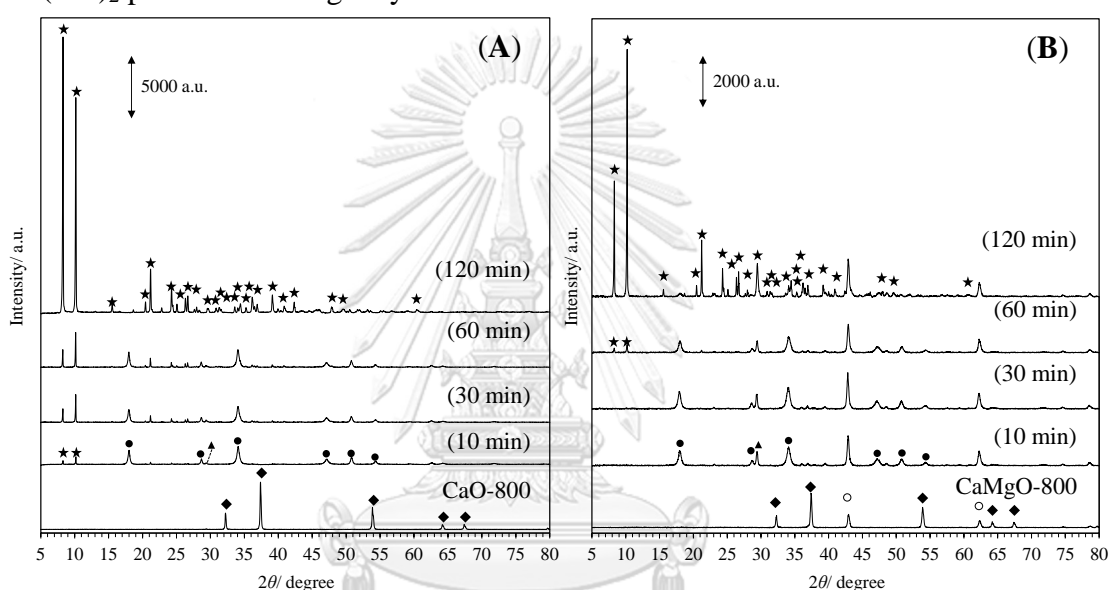 (A)
5000 a.u.
Intensity/ a.u.
(120 min)
(60 min)
(30 min)
(10 min)
CaO-800
5 10 15 20 25 30 35 40 45 50 55 60 65 70 75 80
2θ/ degree
(B)
2000 a.u.
Intensity/ a.u.
(120 min)
(60 min)
(30 min)
(10 min)
CaMgO-800
5 10 15 20 25 30 35 40 45 50 55 60 65 70 75 80
2θ/ degree